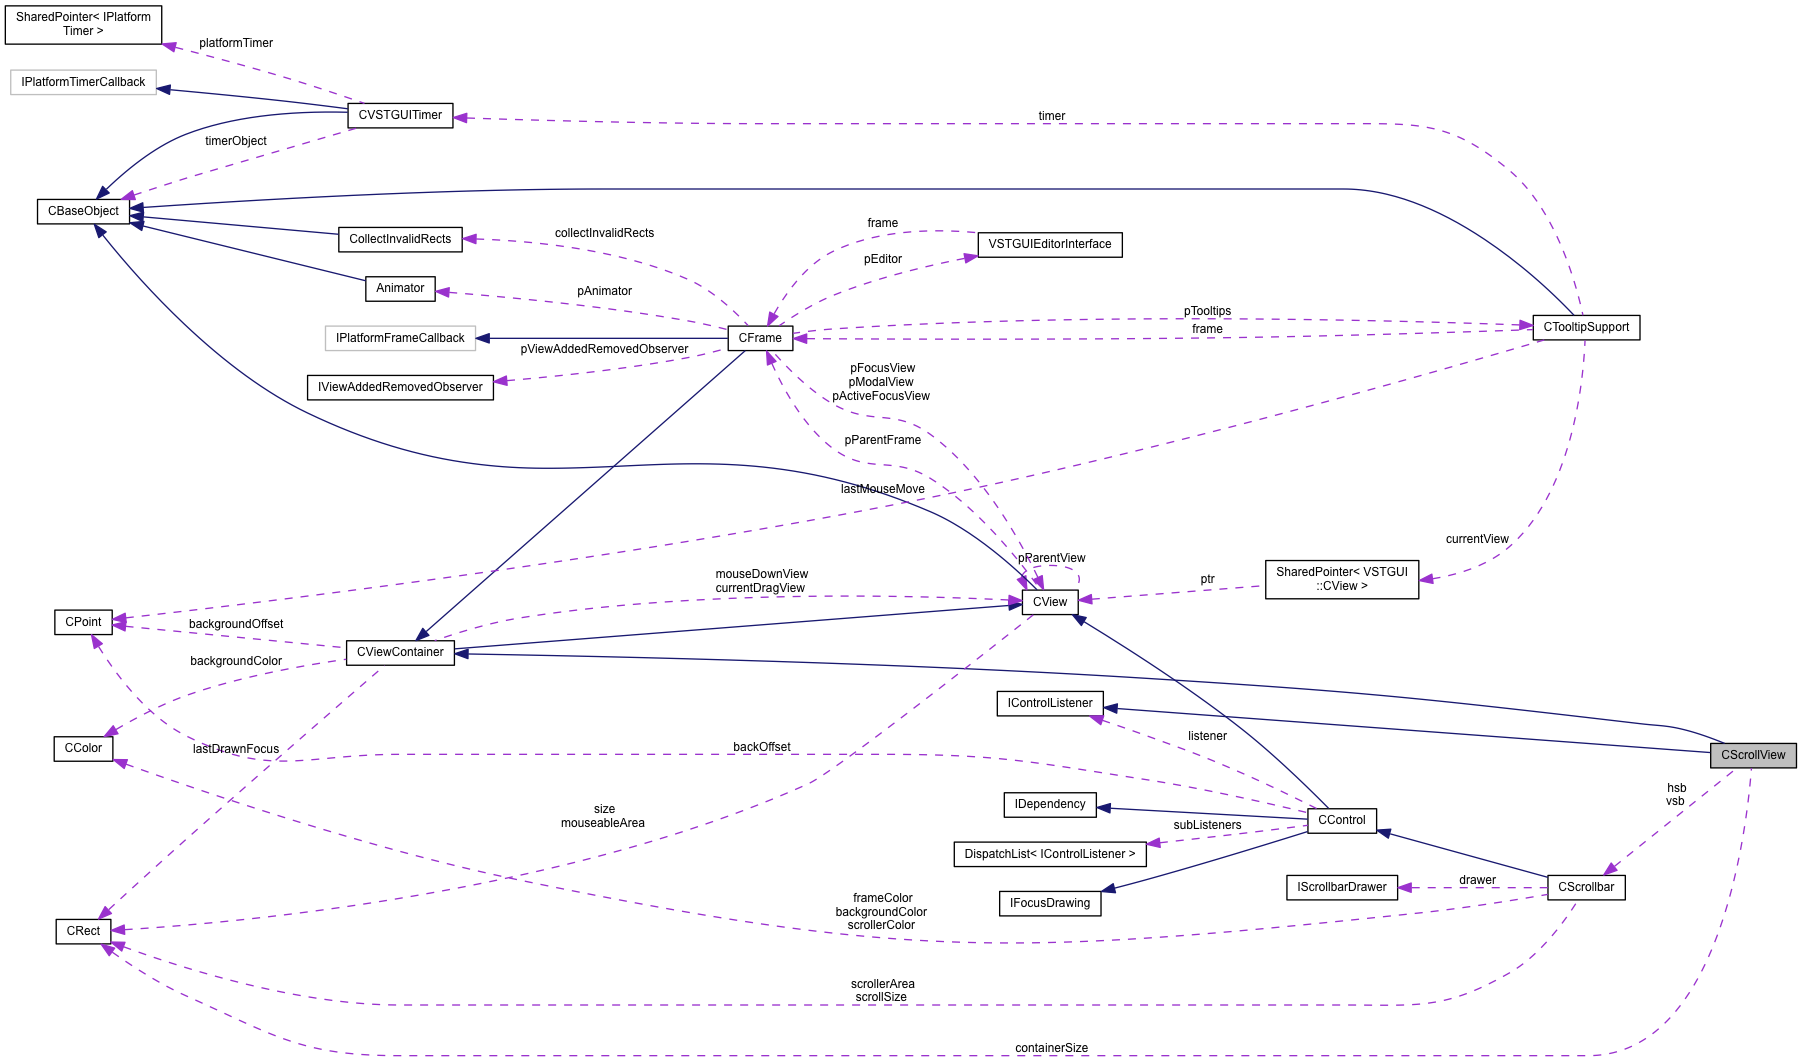 SharedPointer< IPlatform
Timer >
platformTimer
IPlatformTimerCallback
CVSTGUITimer
timer
timerObject
CBaseObject
CollectInvalidRects
collectInvalidRects
frame
VSTGUIEditorInterface
pEditor
Animator
pAnimator
pTooltips
CTooltipSupport
frame
IPlatformFrameCallback
CFrame
pViewAddedRemovedObserver
IViewAddedRemovedObserver
pFocusView
pModalView
pActiveFocusView
pParentFrame
lastMouseMove
currentView
pParentView
SharedPointer< VSTGUI
::CView >
ptr
mouseDownView
currentDragView
CView
CPoint
backgroundOffset
CViewContainer
backgroundColor
IControlListener
listener
CColor
lastDrawnFocus
backOffset
CScrollView
hsb
vsb
IDependency
size
mouseableArea
CControl
subListeners
DispatchList< IControlListener >
drawer
IScrollbarDrawer
CScrollbar
IFocusDrawing
frameColor
backgroundColor
scrollerColor
CRect
scrollerArea
scrollSize
containerSize